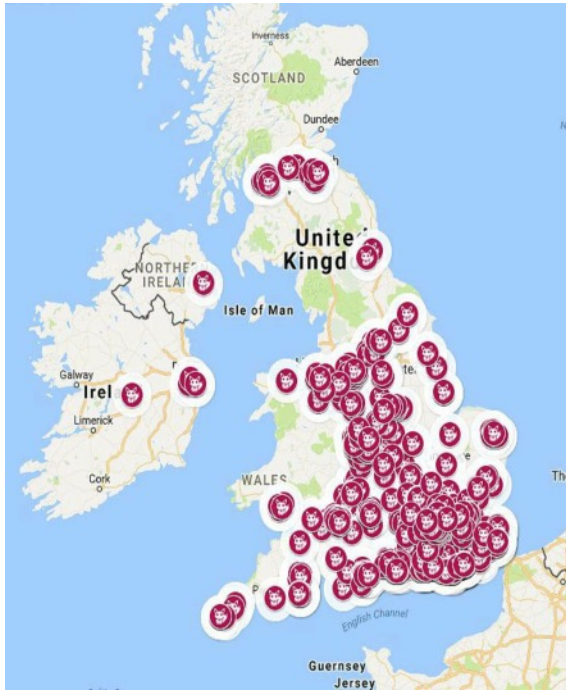 Inverness
Aberdeen
SCOTLAND
Dundee
Unite
Kingd
NORTHE
IRELA
Isle of Man
Galway
Irel
Limerick
Cork
WALES
The
English Channel
Guernsey
Jersey